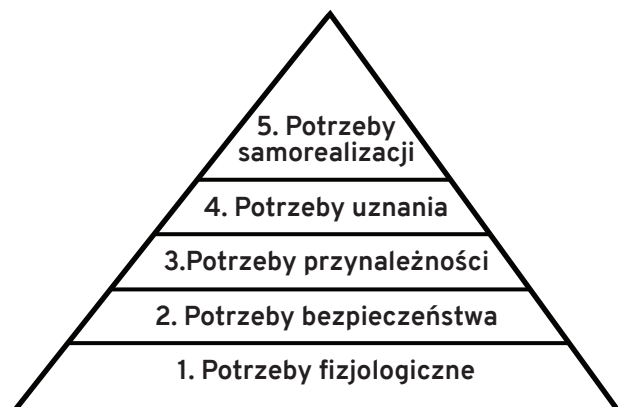 5. Potrzeby
samorealizacji
4. Potrzeby uznania
3.Potrzeby przynależności
2. Potrzeby bezpieczeństwa
1. Potrzeby fizjologiczne